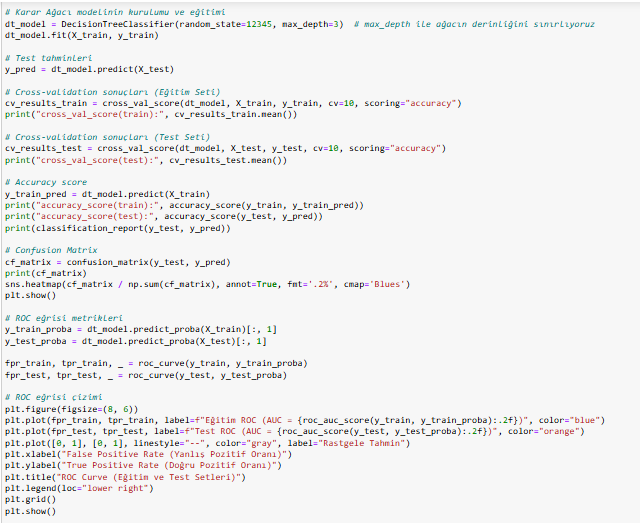 # Karar Ağacı modelinin kurulumu ve eğitimi
dt_model = DecisionTreeClassifier(random_state=12345, max_depth=3)  # max_depth ile ağacın derinliğini sınırlıyoruz
dt_model.fit(X_train, y_train)

# Test tahminleri
y_pred = dt_model.predict(X_test)

# Cross-validation sonuçları (Eğitim Seti)
cv_results_train = cross_val_score(dt_model, X_train, y_train, cv=10, scoring="accuracy")
print("cross_val_score(train):", cv_results_train.mean())

# Cross-validation sonuçları (Test Seti)
cv_results_test = cross_val_score(dt_model, X_test, y_test, cv=10, scoring="accuracy")
print("cross_val_score(test):", cv_results_test.mean())

# Accuracy score
y_train_pred = dt_model.predict(X_train)
print("accuracy_score(train):", accuracy_score(y_train, y_train_pred))
print("accuracy_score(test):", accuracy_score(y_test, y_pred))
print(classification_report(y_test, y_pred))

# Confusion Matrix
cf_matrix = confusion_matrix(y_test, y_pred)
print(cf_matrix)
sns.heatmap(cf_matrix / np.sum(cf_matrix), annot=True, fmt='.2%', cmap='Blues')
plt.show()

# ROC eğrisi metrikleri
y_train_proba = dt_model.predict_proba(X_train)[:, 1]
y_test_proba = dt_model.predict_proba(X_test)[:, 1]

fpr_train, tpr_train, _ = roc_curve(y_train, y_train_proba)
fpr_test, tpr_test, _ = roc_curve(y_test, y_test_proba)

# ROC eğrisi çizimi
plt.figure(figsize=(8, 6))
plt.plot(fpr_train, tpr_train, label=f"Eğitim ROC (AUC = {roc_auc_score(y_train, y_train_proba):.2f})", color="blue")
plt.plot(fpr_test, tpr_test, label=f"Test ROC (AUC = {roc_auc_score(y_test, y_test_proba):.2f})", color="orange")
plt.plot([0, 1], [0, 1], linestyle="--", color="gray", label="Rastgele Tahmin")
plt.xlabel("False Positive Rate (Yanlış Pozitif Oranı)")
plt.ylabel("True Positive Rate (Doğru Pozitif Oranı)")
plt.title("ROC Curve (Eğitim ve Test Setleri)")
plt.legend(loc="lower right")
plt.grid()
plt.show()